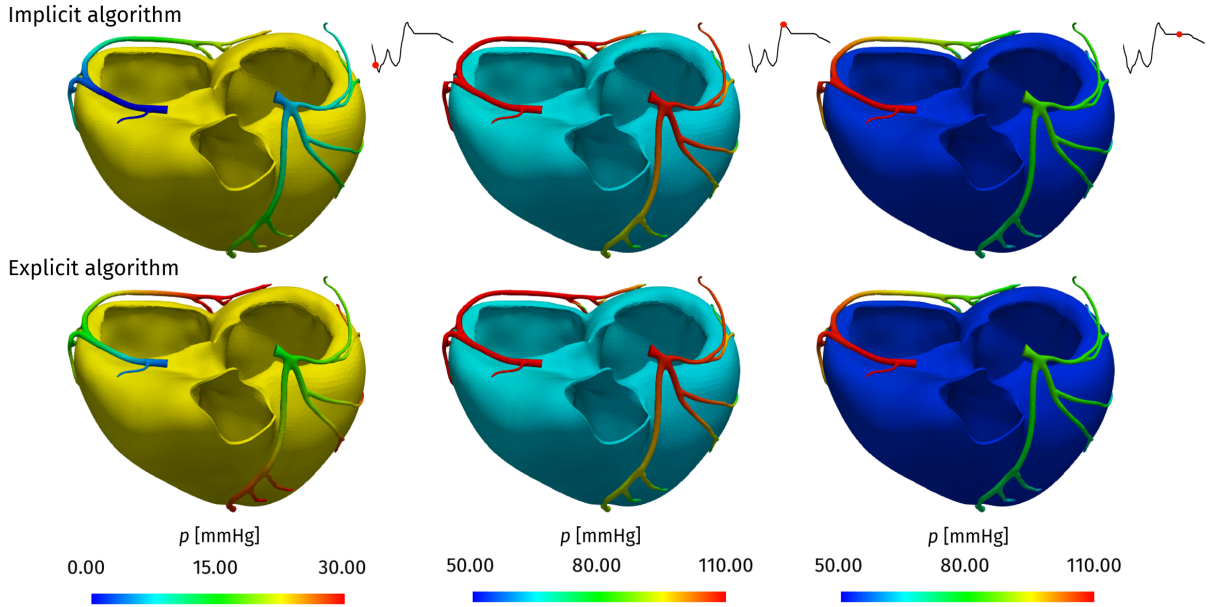 Implicit algorithm
Explicit algorithm
p [mmHg] p [mmHg] p [mmHg]
0.00 15.00 30.00 50.00 80.00 110.00 50.00 80.00 110.00